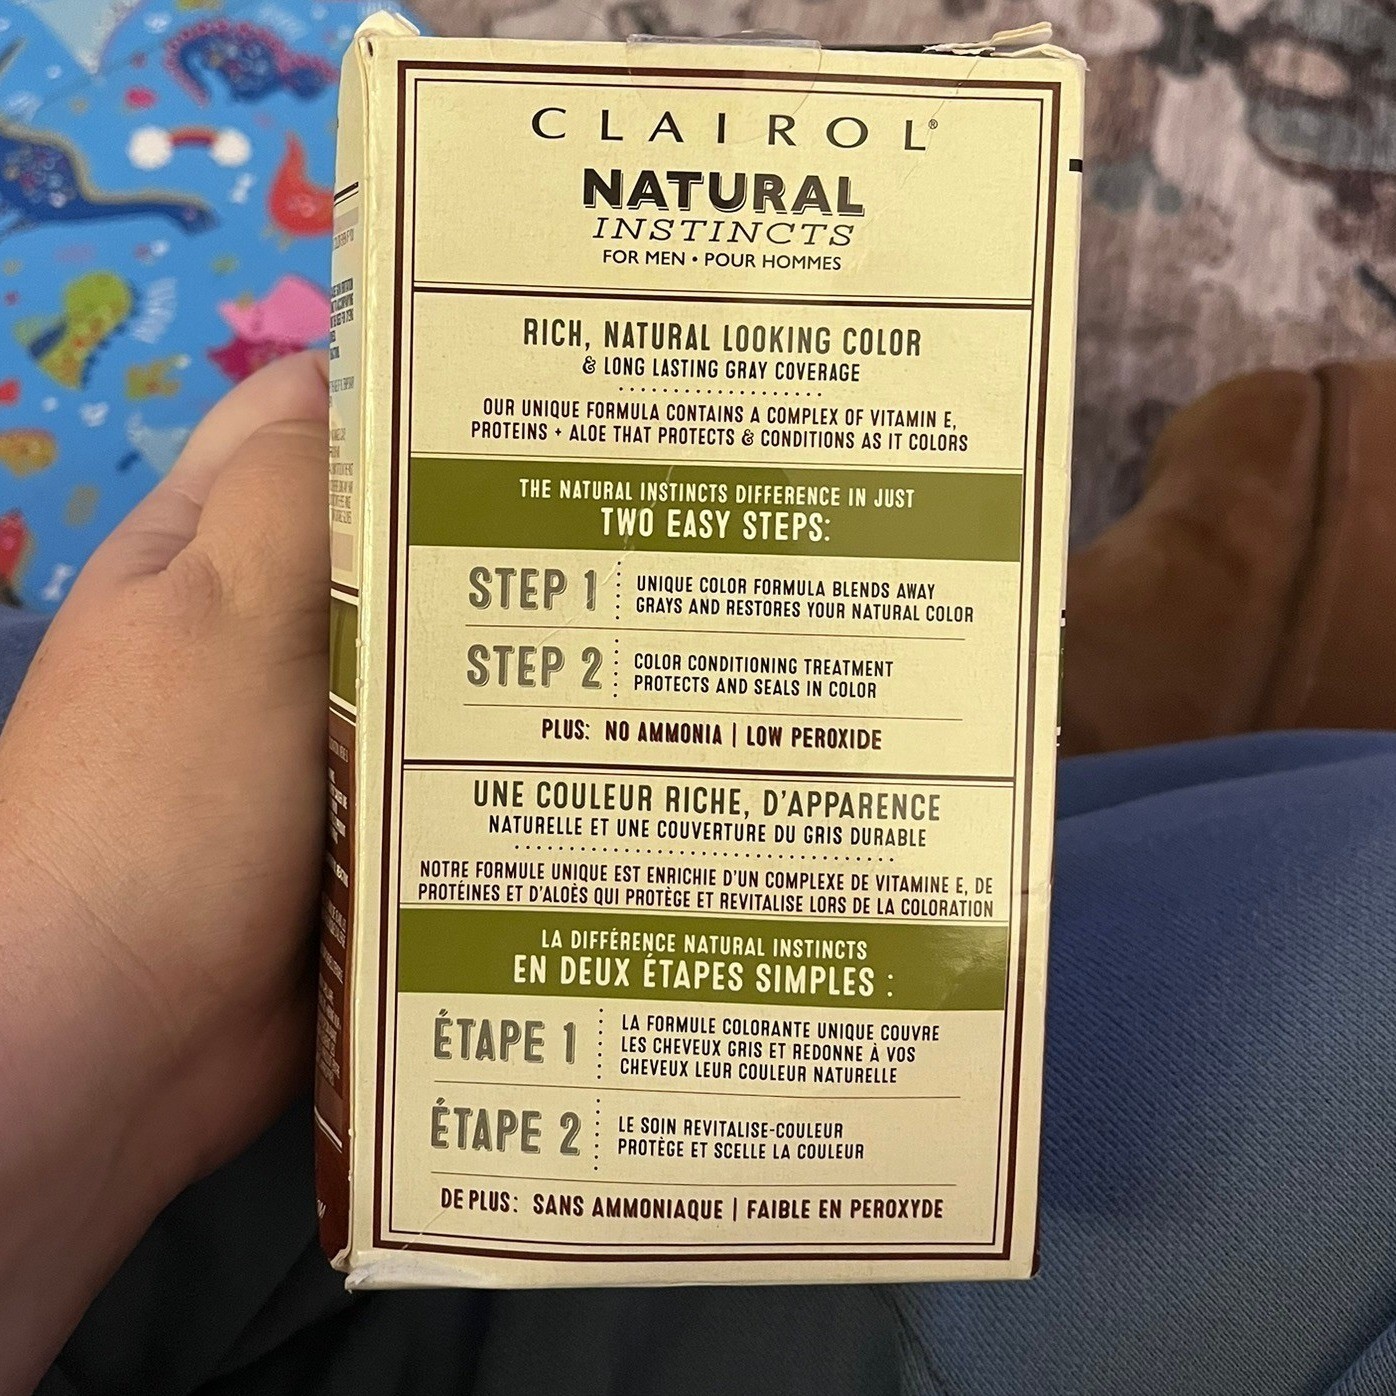 CLAIROL®
NATURAL
INSTINCTS
FOR MEN • POUR HOMMES
RICH, NATURAL LOOKING COLOR
& LONG LASTING GRAY COVERAGE
OUR UNIQUE FORMULA CONTAINS A COMPLEX OF VITAMIN E,
PROTEINS + ALOE THAT PROTECTS & CONDITIONS AS IT COLORS
THE NATURAL INSTINCTS DIFFERENCE IN JUST
TWO EASY STEPS:
STEP 1
UNIQUE COLOR FORMULA BLENDS AWAY
GRAYS AND RESTORES YOUR NATURAL COLOR
STEP 2
COLOR CONDITIONING TREATMENT
PROTECTS AND SEALS IN COLOR
PLUS: NO AMMONIA | LOW PEROXIDE
UNE COULEUR RICHE, D'APPARENCE
NATURELLE ET UNE COUVERTURE DU GRIS DURABLE
NOTRE FORMULE UNIQUE EST ENRICHIE D'UN COMPLEXE DE VITAMINE E, DE
PROTÉINES ET D'ALOÈS QUI PROTÈGE ET REVITALISE LORS DE LA COLORATION
LA DIFFÉRENCE NATURAL INSTINCTS
EN DEUX ÉTAPES SIMPLES :
ÉTAPE 1
LA FORMULE COLORANTE UNIQUE COUVRE
LES CHEVEUX GRIS ET REDONNE À VOS
CHEVEUX LEUR COULEUR NATURELLE
ÉTAPE 2
LE SOIN REVITALISE-COULEUR
PROTÈGE ET SCELLE LA COULEUR
DE PLUS: SANS AMMONIAQUE | FAIBLE EN PEROXYDE